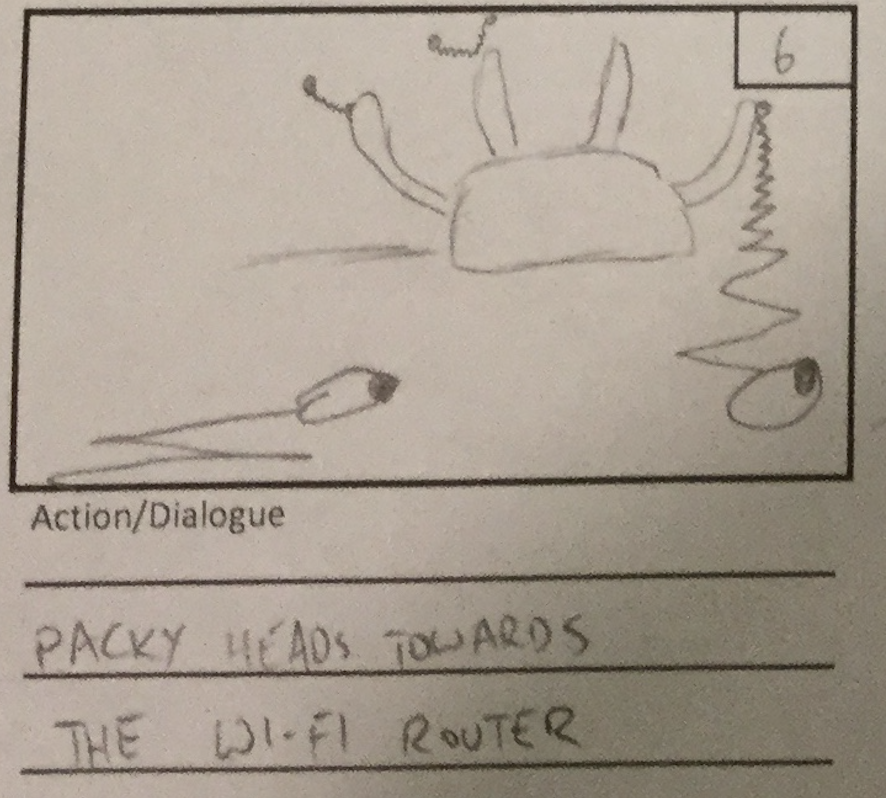 6
Action/Dialogue
PACKY HEADS TOWARDS
THE WI-FI ROUTER